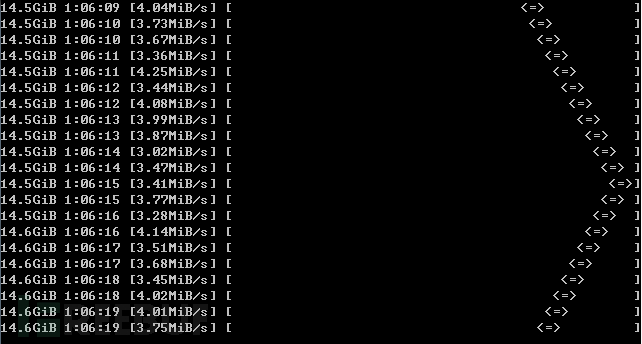 14.5GiB 1:06:09 [4.04MiB/s] [ <=> ]
14.5GiB 1:06:10 [3.73MiB/s] [ <=> ]
14.5GiB 1:06:10 [3.67MiB/s] [ <=> ]
14.5GiB 1:06:11 [3.36MiB/s] [ <=> ]
14.5GiB 1:06:11 [4.25MiB/s] [ <=> ]
14.5GiB 1:06:12 [3.44MiB/s] [ <=> ]
14.5GiB 1:06:12 [4.08MiB/s] [ <=> ]
14.5GiB 1:06:13 [3.99MiB/s] [ <=> ]
14.5GiB 1:06:13 [3.87MiB/s] [ <=> ]
14.5GiB 1:06:14 [3.02MiB/s] [ <=> ]
14.5GiB 1:06:14 [3.47MiB/s] [ <=> ]
14.5GiB 1:06:15 [3.41MiB/s] [ <=>]
14.5GiB 1:06:15 [3.77MiB/s] [ <=> ]
14.5GiB 1:06:16 [3.28MiB/s] [ <=> ]
14.6GiB 1:06:16 [4.14MiB/s] [ <=> ]
14.6GiB 1:06:17 [3.51MiB/s] [ <=> ]
14.6GiB 1:06:17 [3.68MiB/s] [ <=> ]
14.6GiB 1:06:18 [3.45MiB/s] [ <=> ]
14.6GiB 1:06:18 [4.02MiB/s] [ <=> ]
14.6GiB 1:06:19 [4.01MiB/s] [ <=> ]
14.6GiB 1:06:19 [3.75MiB/s] [ <=> ]